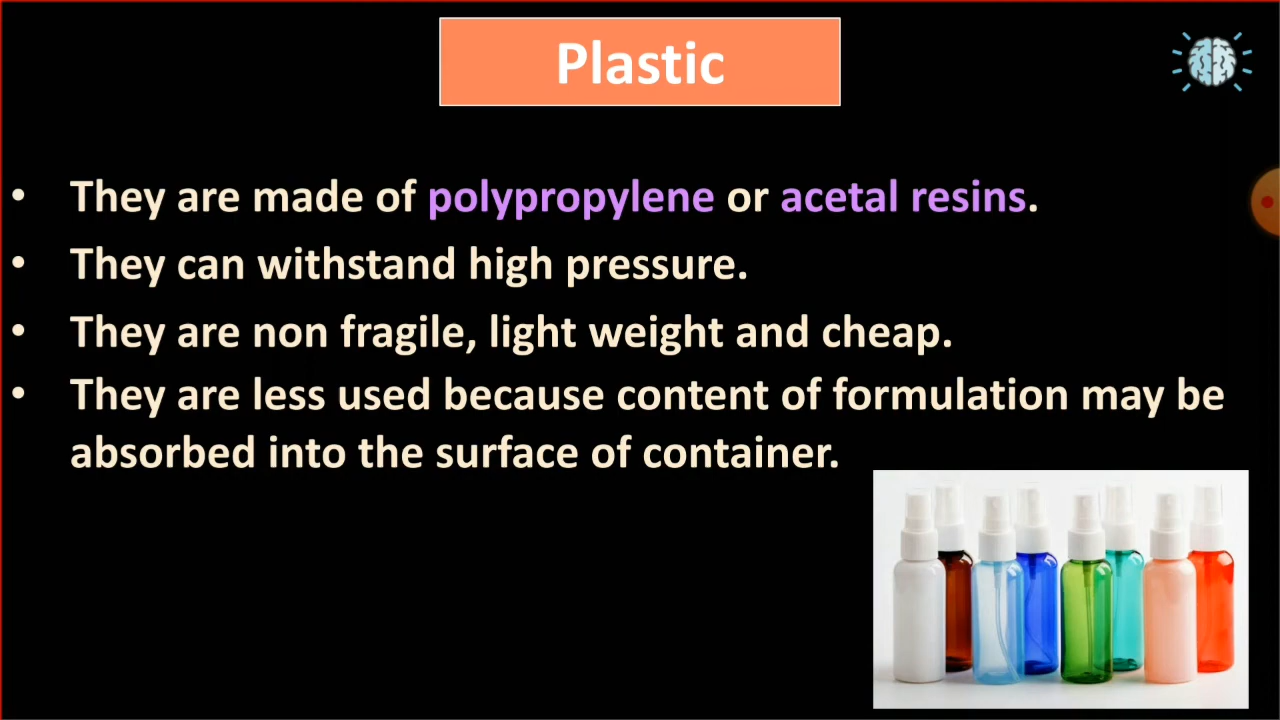 Plastic
• They are made of polypropylene or acetal resins.
• They can withstand high pressure.
• They are non fragile, light weight and cheap.
• They are less used because content of formulation may be
absorbed into the surface of container.